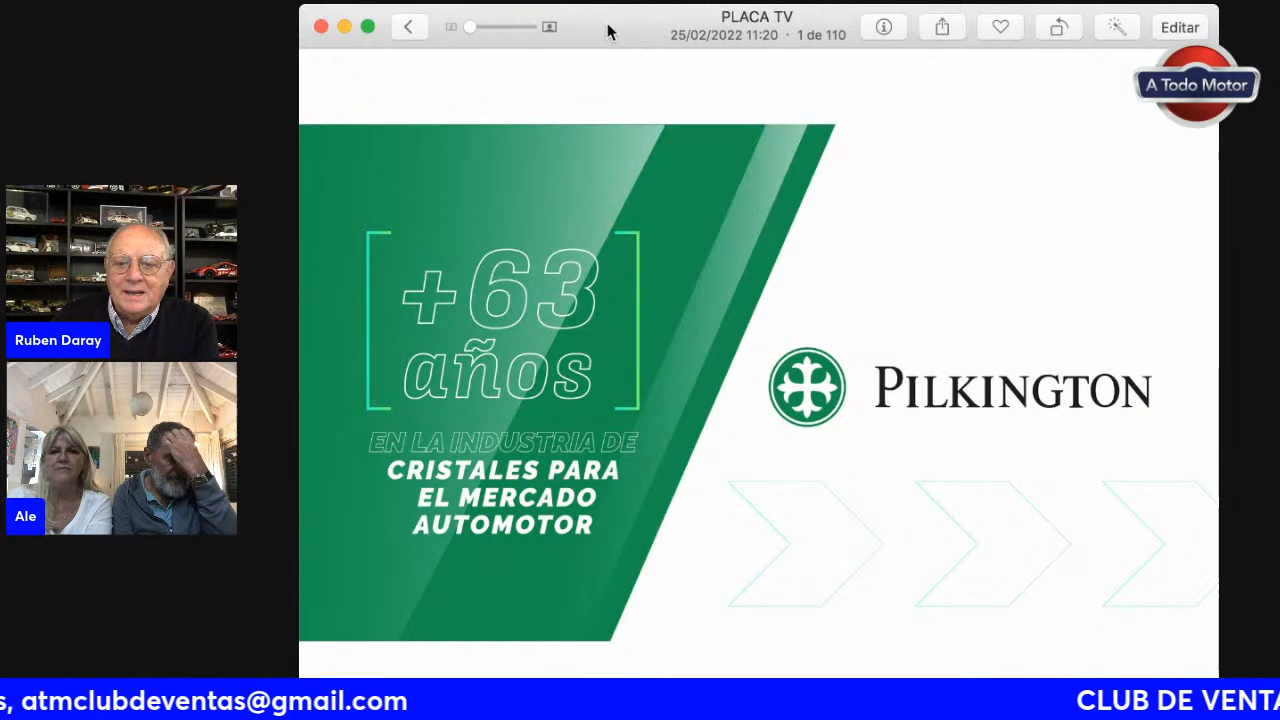 PLACA TV
25/02/2022 11:20 · 1 de 110
Editar
A Todo Motor
+63
años
EN LA INDUSTRIA DE
CRISTALES PARA
EL MERCADO
AUTOMOTOR
PILKINGTON
Ruben Daray
Ale
s, atmclubdeventas@gmail.com
CLUB DE VENTA